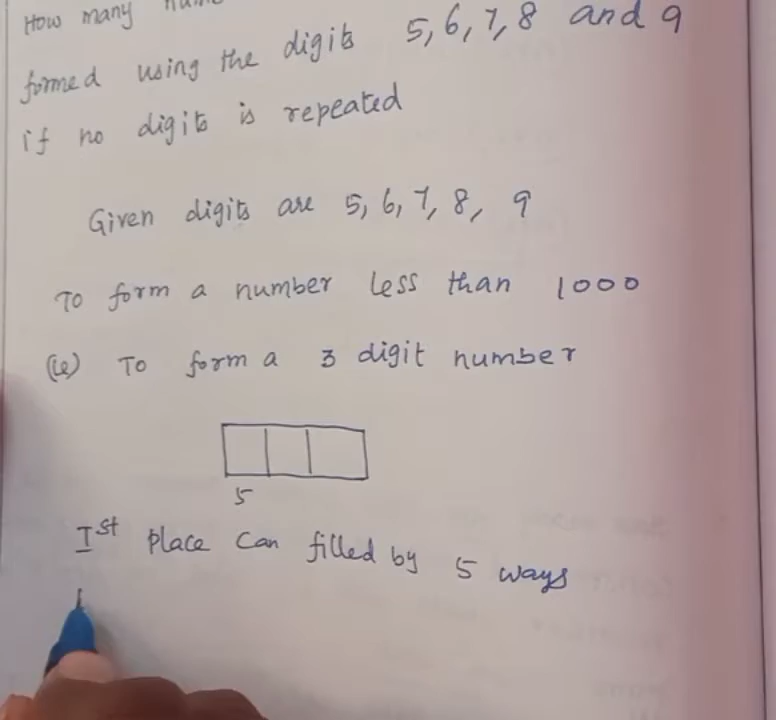 How many
formed using the digits 5, 6, 7, 8 and 9
if no digits is repeated
Given digits are 5, 6, 7, 8, 9
To form a number less than 1000
(ie) To form a 3 digit number
5
Ist place can filled by 5 ways